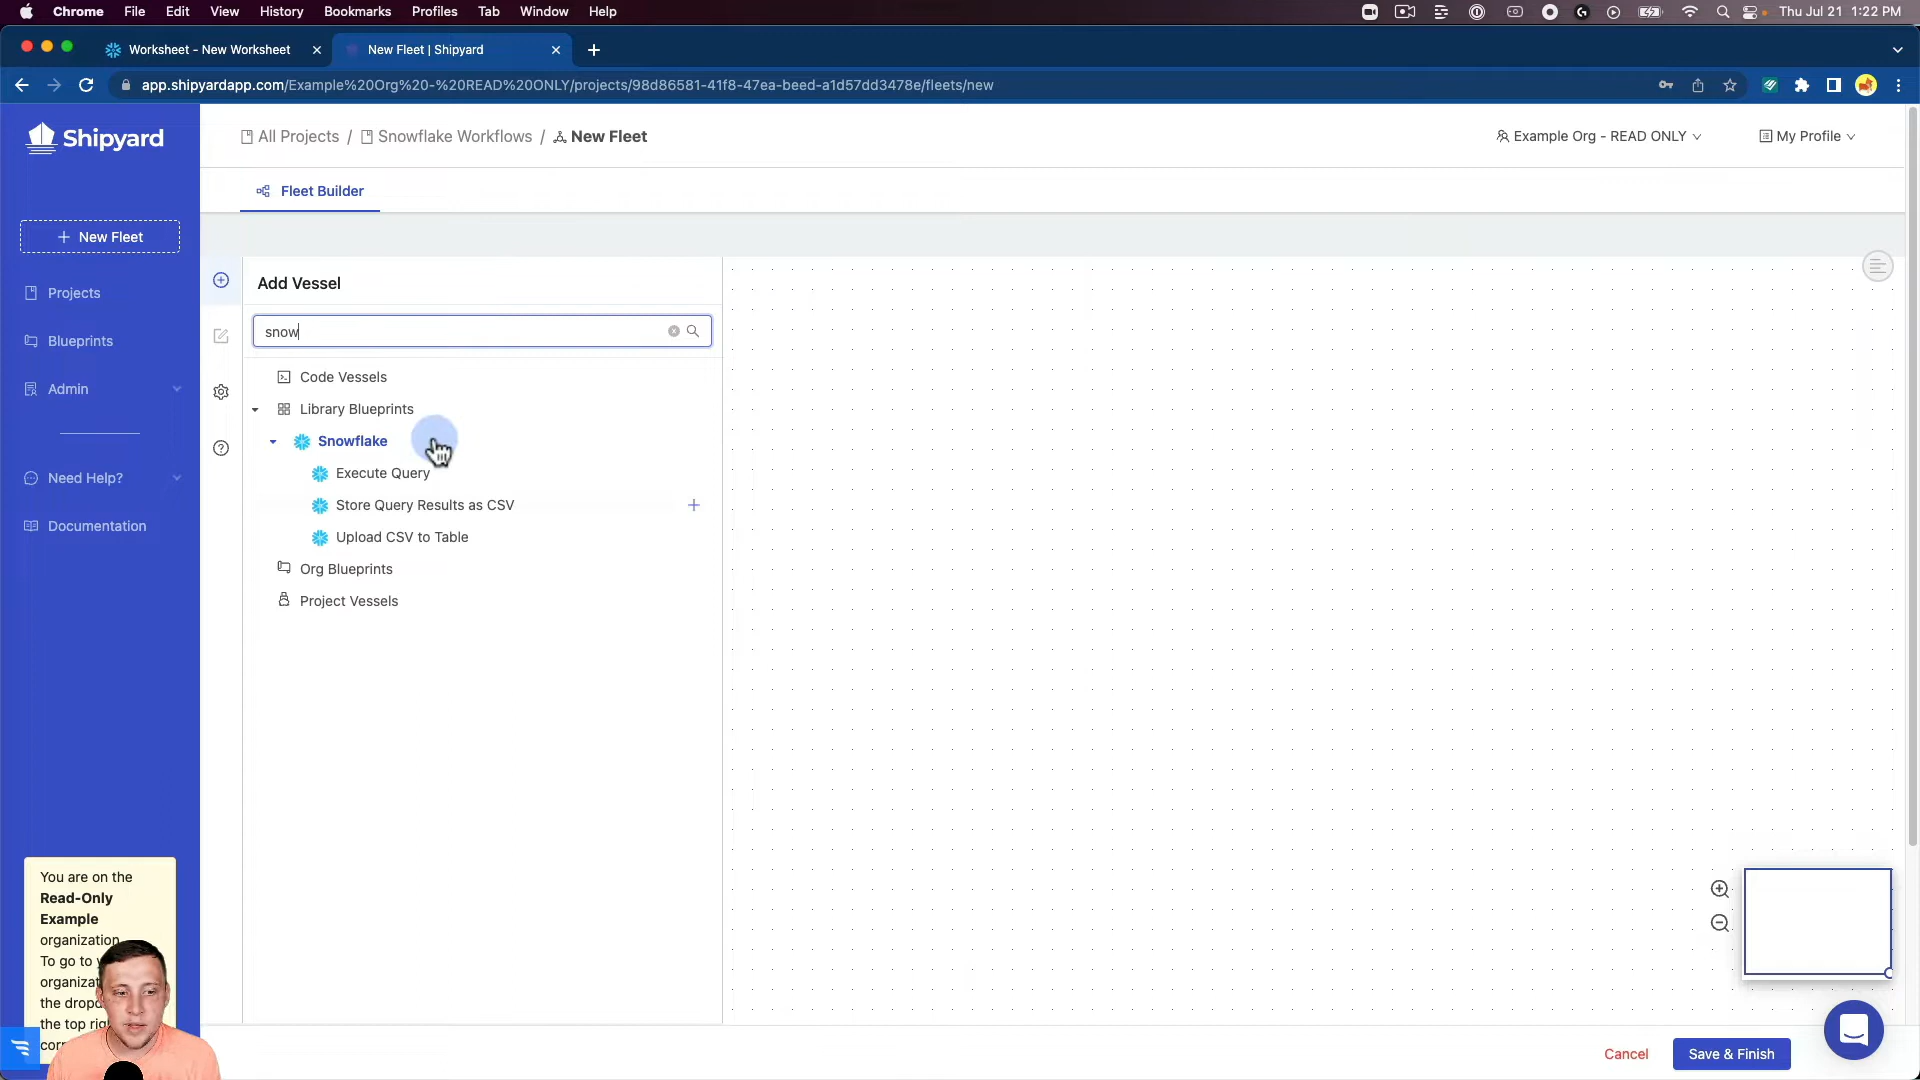 Chrome File Edit View History Bookmarks Profiles Tab Window Help Thu Jul 21 1:22 PM
Worksheet - New Worksheet New Fleet | Shipyard
app.shipyardapp.com/Example%20Org%20-%20READ%20ONLY/projects/98d86581-41f8-47ea-beed-a1d57dd3478e/fleets/new
Shipyard
All Projects / Snowflake Workflows / New Fleet
Example Org - READ ONLY My Profile
Fleet Builder
+ New Fleet
Projects
Blueprints
Admin
Need Help?
Documentation
Add Vessel
snow
Code Vessels
Library Blueprints
Snowflake
Execute Query
Store Query Results as CSV
Upload CSV to Table
Org Blueprints
Project Vessels
You are on the
Read-Only
Example
organization
To go to
the
the top
Cancel Save & Finish